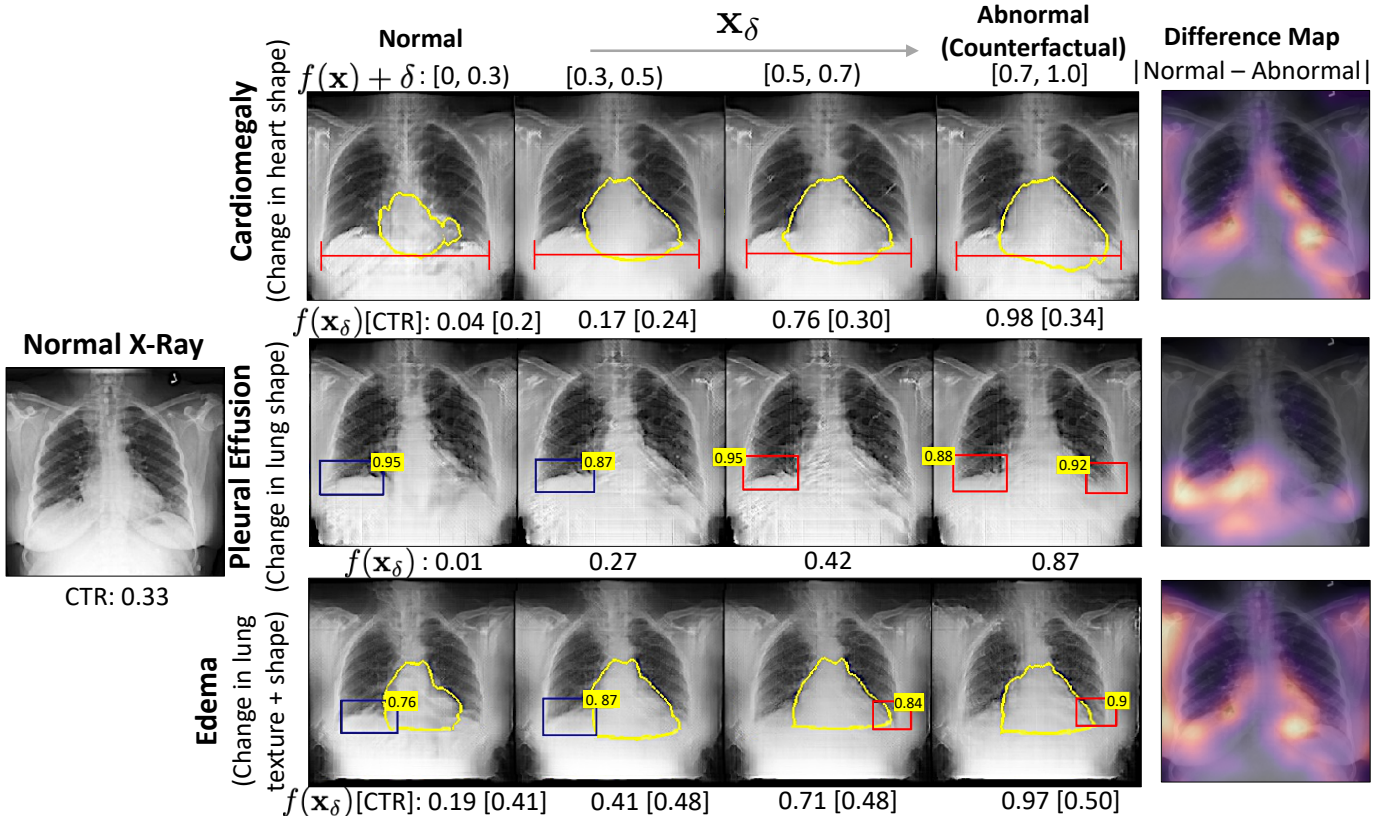 Normal
𝐱δ
Abnormal
(Counterfactual)
Difference Map
f(𝐱) + δ: [0, 0.3)
[0.3, 0.5)
[0.5, 0.7)
[0.7, 1.0]
|Normal – Abnormal|
Cardiomegaly
(Change in heart shape)
f(𝐱δ)[CTR]: 0.04 [0.2]
0.17 [0.24]
0.76 [0.30]
0.98 [0.34]
Normal X-Ray
CTR: 0.33
Pleural Effusion
(Change in lung shape)
0.95
0.87
0.95
0.88
0.92
f(𝐱δ) : 0.01
0.27
0.42
0.87
Edema
(Change in lung
texture + shape)
0.76
0. 87
0.84
0.9
f(𝐱δ)[CTR]: 0.19 [0.41]
0.41 [0.48]
0.71 [0.48]
0.97 [0.50]